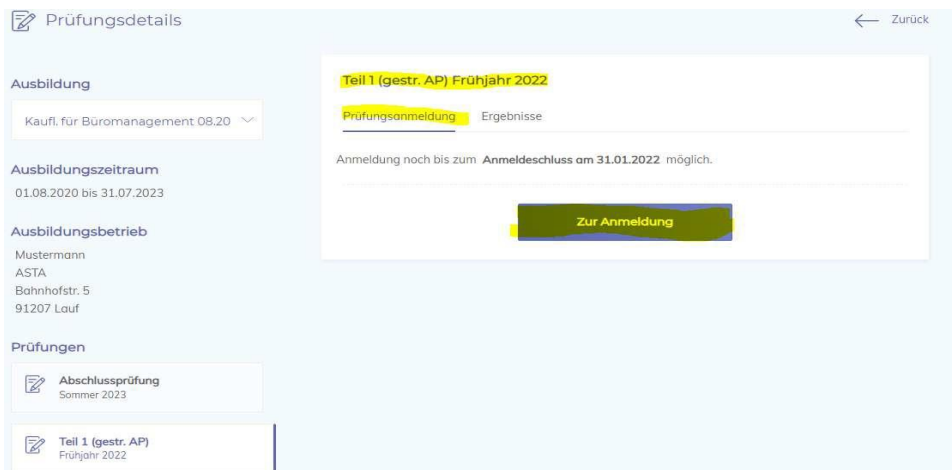 Prüfungsdetails
Zurück
Ausbildung
Kaufl. für Büromanagement 08.20
Ausbildungszeitraum
01.08.2020 bis 31.07.2023
Ausbildungsbetrieb
Mustermann
ASTA
Bahnhofstr. 5
91207 Lauf
Prüfungen
Abschlussprüfung
Sommer 2023
Teil 1 (gestr. AP)
Frühjahr 2022
Teil 1 (gestr. AP) Frühjahr 2022
Prüfungsanmeldung Ergebnisse
Anmeldung noch bis zum Anmeldeschluss am 31.01.2022 möglich.
Zur Anmeldung